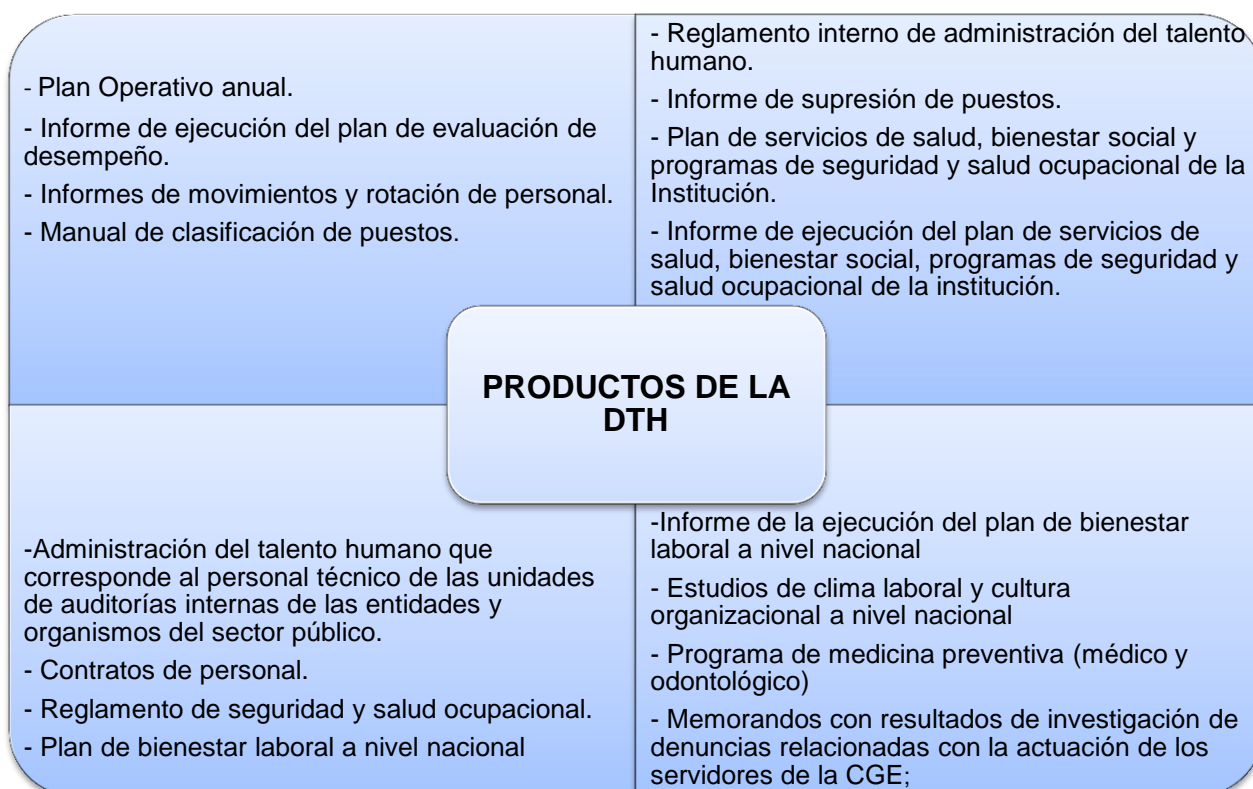 - Plan Operativo anual.
- Informe de ejecución del plan de evaluación de
desempeño.
- Informes de movimientos y rotación de personal.
- Manual de clasificación de puestos.
- Reglamento interno de administración del talento
humano.
- Informe de supresión de puestos.
- Plan de servicios de salud, bienestar social y
programas de seguridad y salud ocupacional de la
Institución.
- Informe de ejecución del plan de servicios de
salud, bienestar social, programas de seguridad y
salud ocupacional de la institución.
PRODUCTOS DE LA
DTH
-Administración del talento humano que
corresponde al personal técnico de las unidades
de auditorías internas de las entidades y
organismos del sector público.
- Contratos de personal.
- Reglamento de seguridad y salud ocupacional.
- Plan de bienestar laboral a nivel nacional
-Informe de la ejecución del plan de bienestar
laboral a nivel nacional
- Estudios de clima laboral y cultura
organizacional a nivel nacional
- Programa de medicina preventiva (médico y
odontológico)
- Memorandos con resultados de investigación de
denuncias relacionadas con la actuación de los
servidores de la CGE;